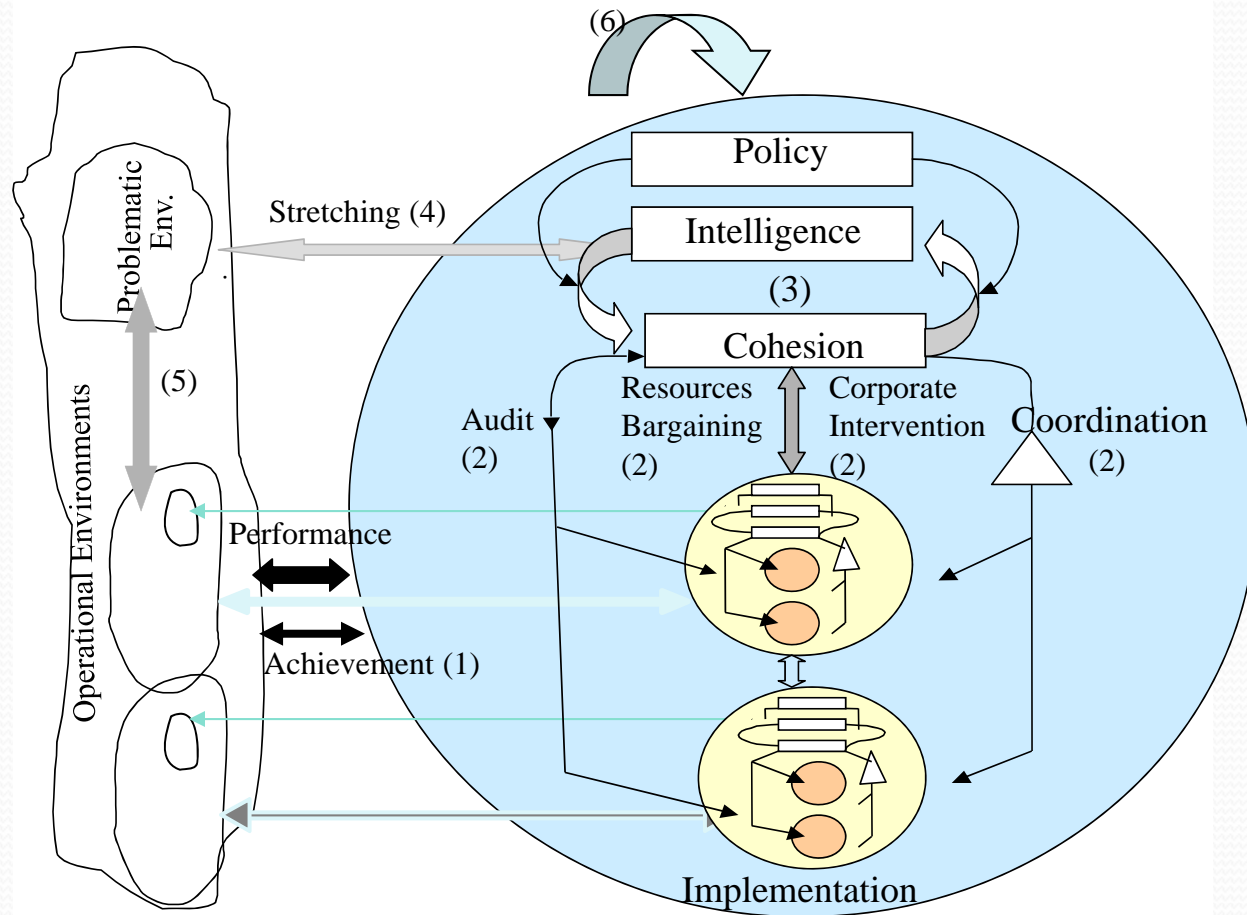 (6)
Policy
Problematic
Env.
Stretching (4)
Intelligence
(3)
Cohesion
(5)
Resources
Bargaining
(2)
Corporate
Intervention
(2)
Audit
(2)
Coordination
(2)
Operational Environments
Performance
Achievement (1)
Implementation